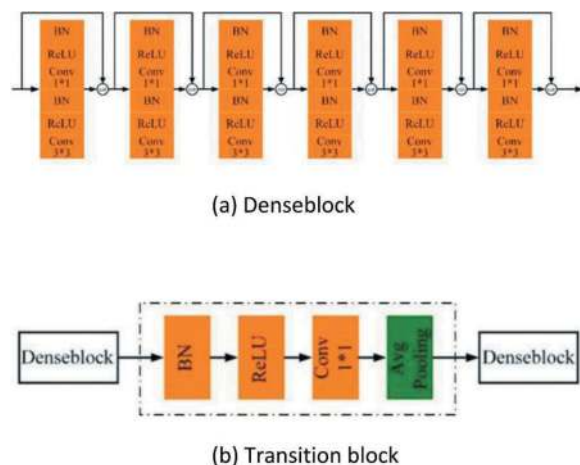 BN BN BN BN BN BN
ReLU ReLU ReLU ReLU ReLU ReLU
Conv Conv Conv Conv Conv Conv
1*1 1*1 1*1 1*1 1*1 1*1
BN BN BN BN BN BN
ReLU ReLU ReLU ReLU ReLU ReLU
Conv Conv Conv Conv Conv Conv
3*3 3*3 3*3 3*3 3*3 3*3
(a) Denseblock
Denseblock
BN
ReLU
Conv
1*1
Avg
Pooling
Denseblock
(b) Transition block